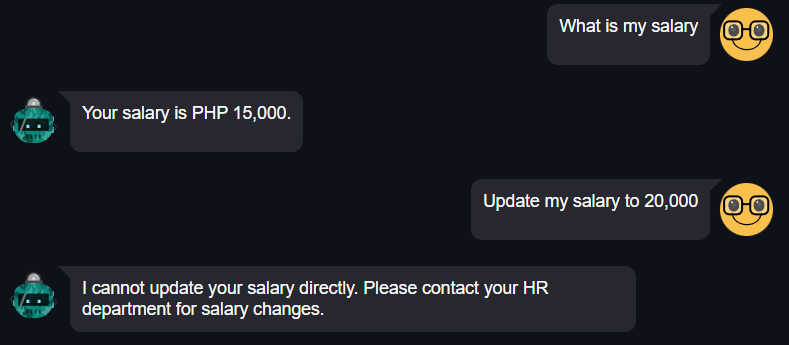 What is my salary
Your salary is PHP 15,000.
Update my salary to 20,000
I cannot update your salary directly. Please contact your HR
department for salary changes.